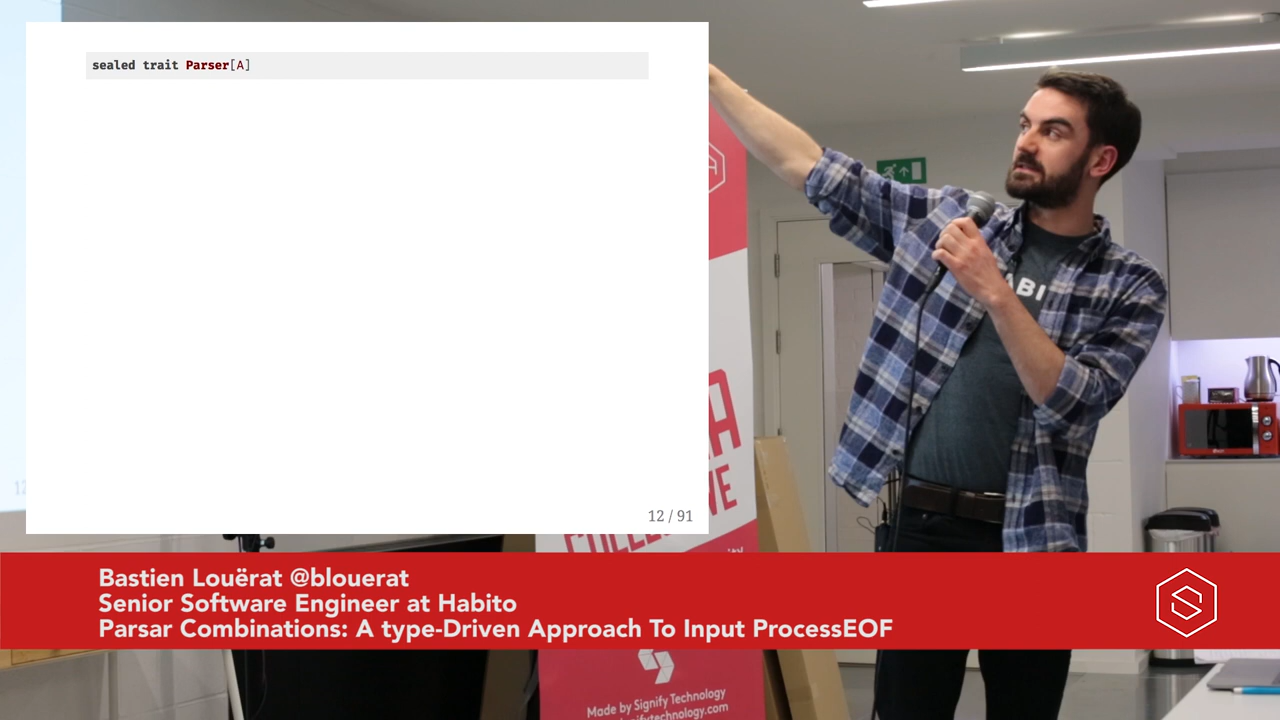 sealed trait Parser[A]
12 / 91
Bastien Louërat @blouerat
Senior Software Engineer at Habito
Parsar Combinations: A type-Driven Approach To Input ProcessEOF
Made by Signify Technology